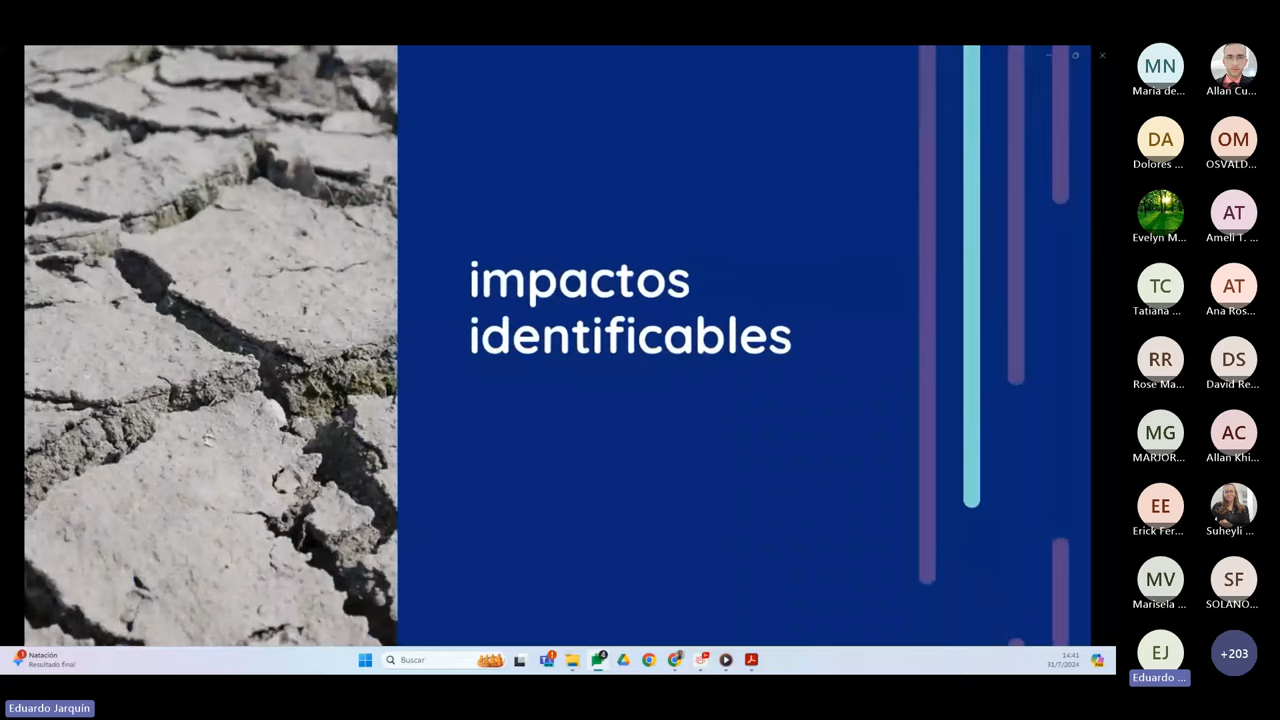 impactos
identificables
MN
Maria de...
Allan Cu...
DA
Dolores ...
OM
OSVALD...
Evelyn M...
AT
Ameli T. ...
TC
Tatiana ...
AT
Ana Ros...
RR
Rose Ma...
DS
David Re...
MG
MARJOR...
AC
Allan Khi...
EE
Erick Fer...
Suheyli ...
MV
Marisela ...
SF
SOLANO...
EJ
Eduardo ...
+203
Natación
Resultado final
Buscar
14:41
31/7/2024
Eduardo Jarquín